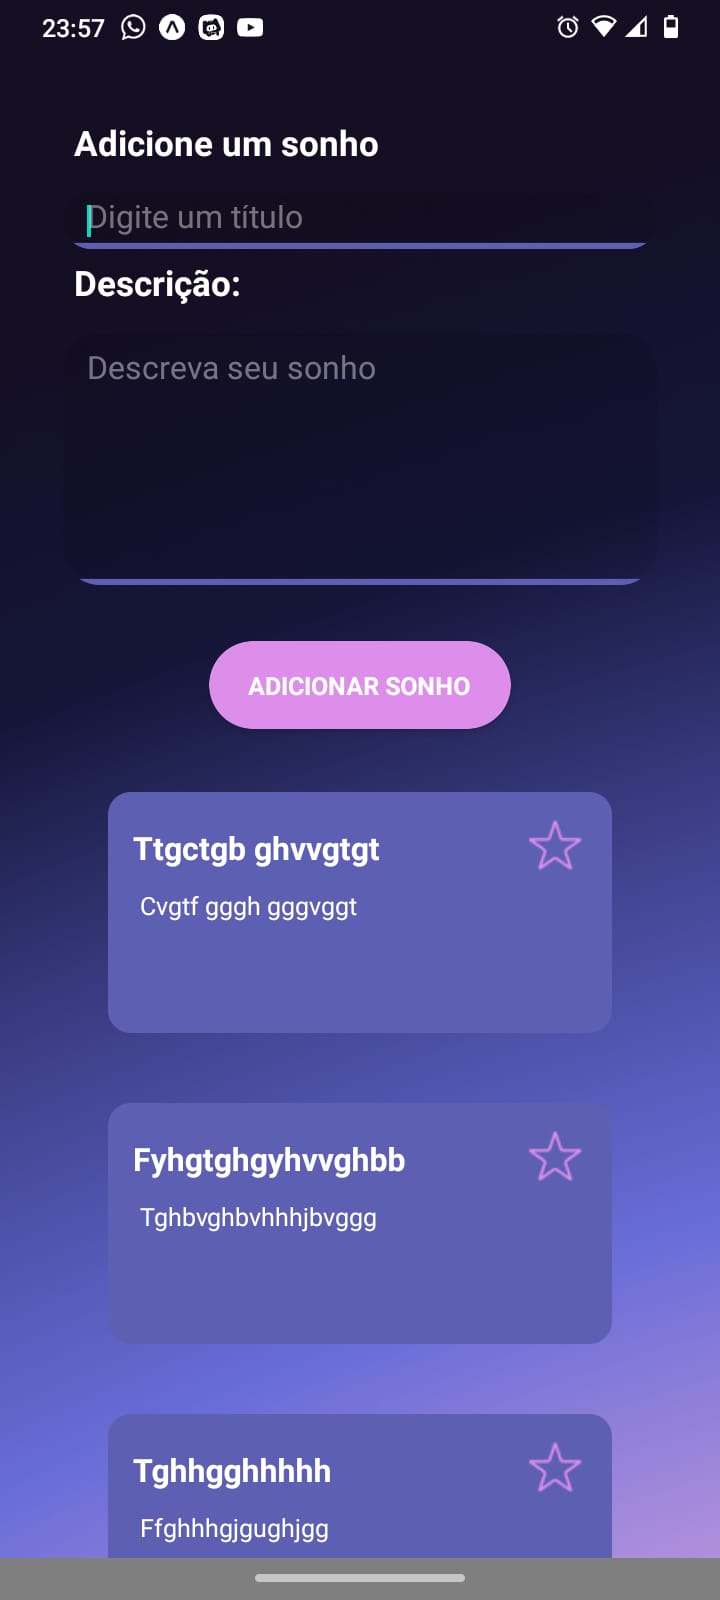 23:57
Adicione um sonho
Digite um título
Descrição:
Descreva seu sonho
ADICIONAR SONHO
Ttgctgb ghvvgtgt
Cvgtf gggh gggvggt
Fyhgtghgyhvvghbb
Tghbvghbvhhhjbvggg
Tghhgghhhhh
Ffghhhgjgughjgg